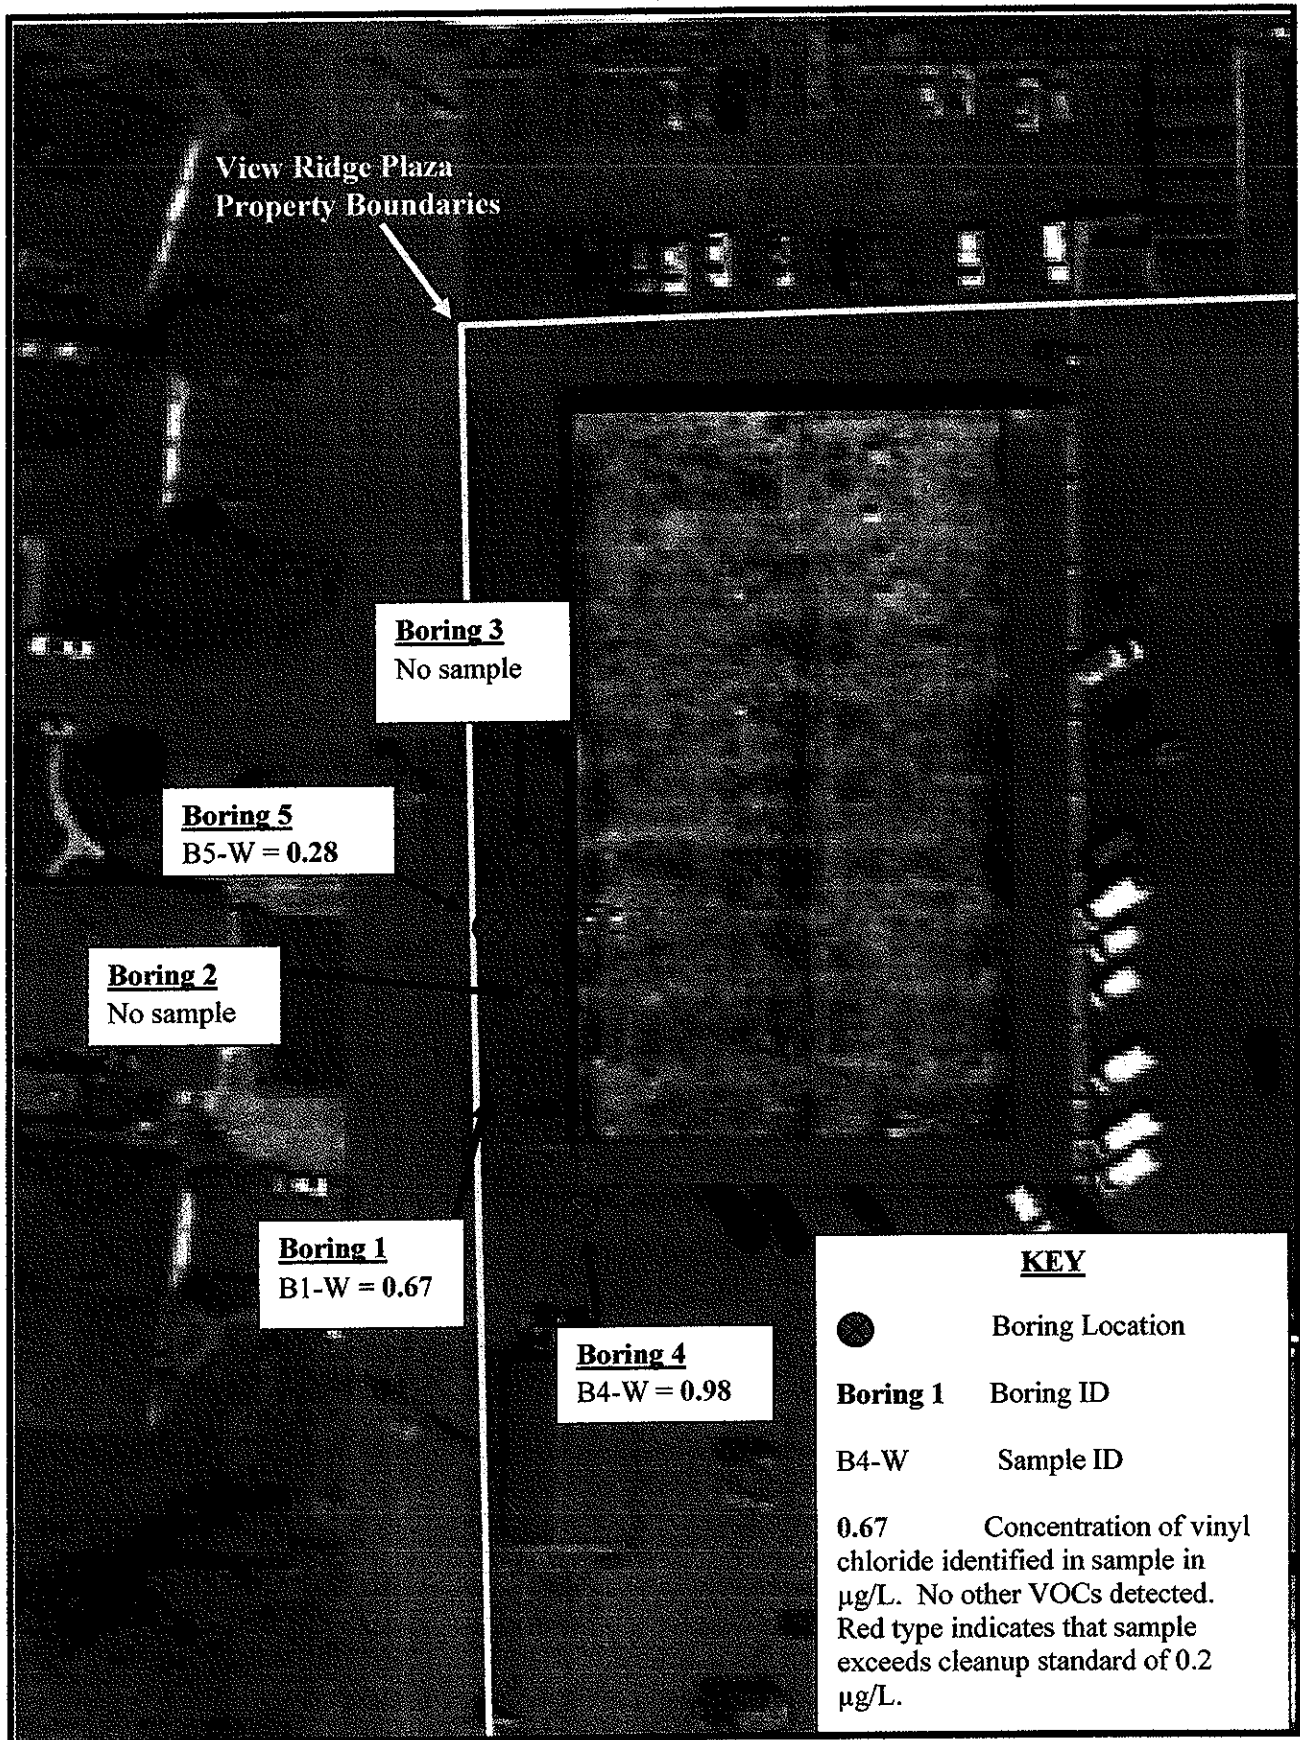 View Ridge Plaza
Property Boundaries
Boring 3
No sample
Boring 5
B5-W = 0.28
Boring 2
No sample
Boring 1
B1-W = 0.67
Boring 4
B4-W = 0.98
KEY
Boring Location
Boring 1 Boring ID
B4-W Sample ID
0.67 Concentration of vinyl
chloride identified in sample in
µg/L. No other VOCs detected.
Red type indicates that sample
exceeds cleanup standard of 0.2
µg/L.